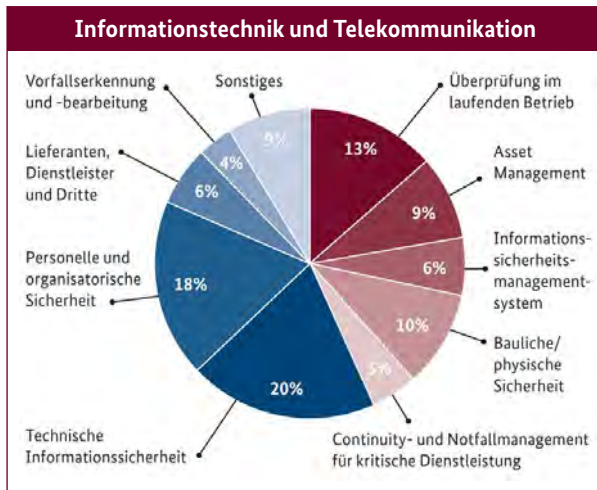 Informationstechnik und Telekommunikation
Vorfallserkennung
und -bearbeitung
Sonstiges
Überprüfung im
laufenden Betrieb
Lieferanten,
Dienstleister
und Dritte
Asset
Management
Personelle und
organisatorische
Sicherheit
Informations-
sicherheits-
management-
system
Bauliche/
physische
Sicherheit
Technische
Informationssicherheit
Continuity- und Notfallmanagement
für kritische Dienstleistung
13%
9%
6%
10%
5%
20%
18%
6%
4%
9%